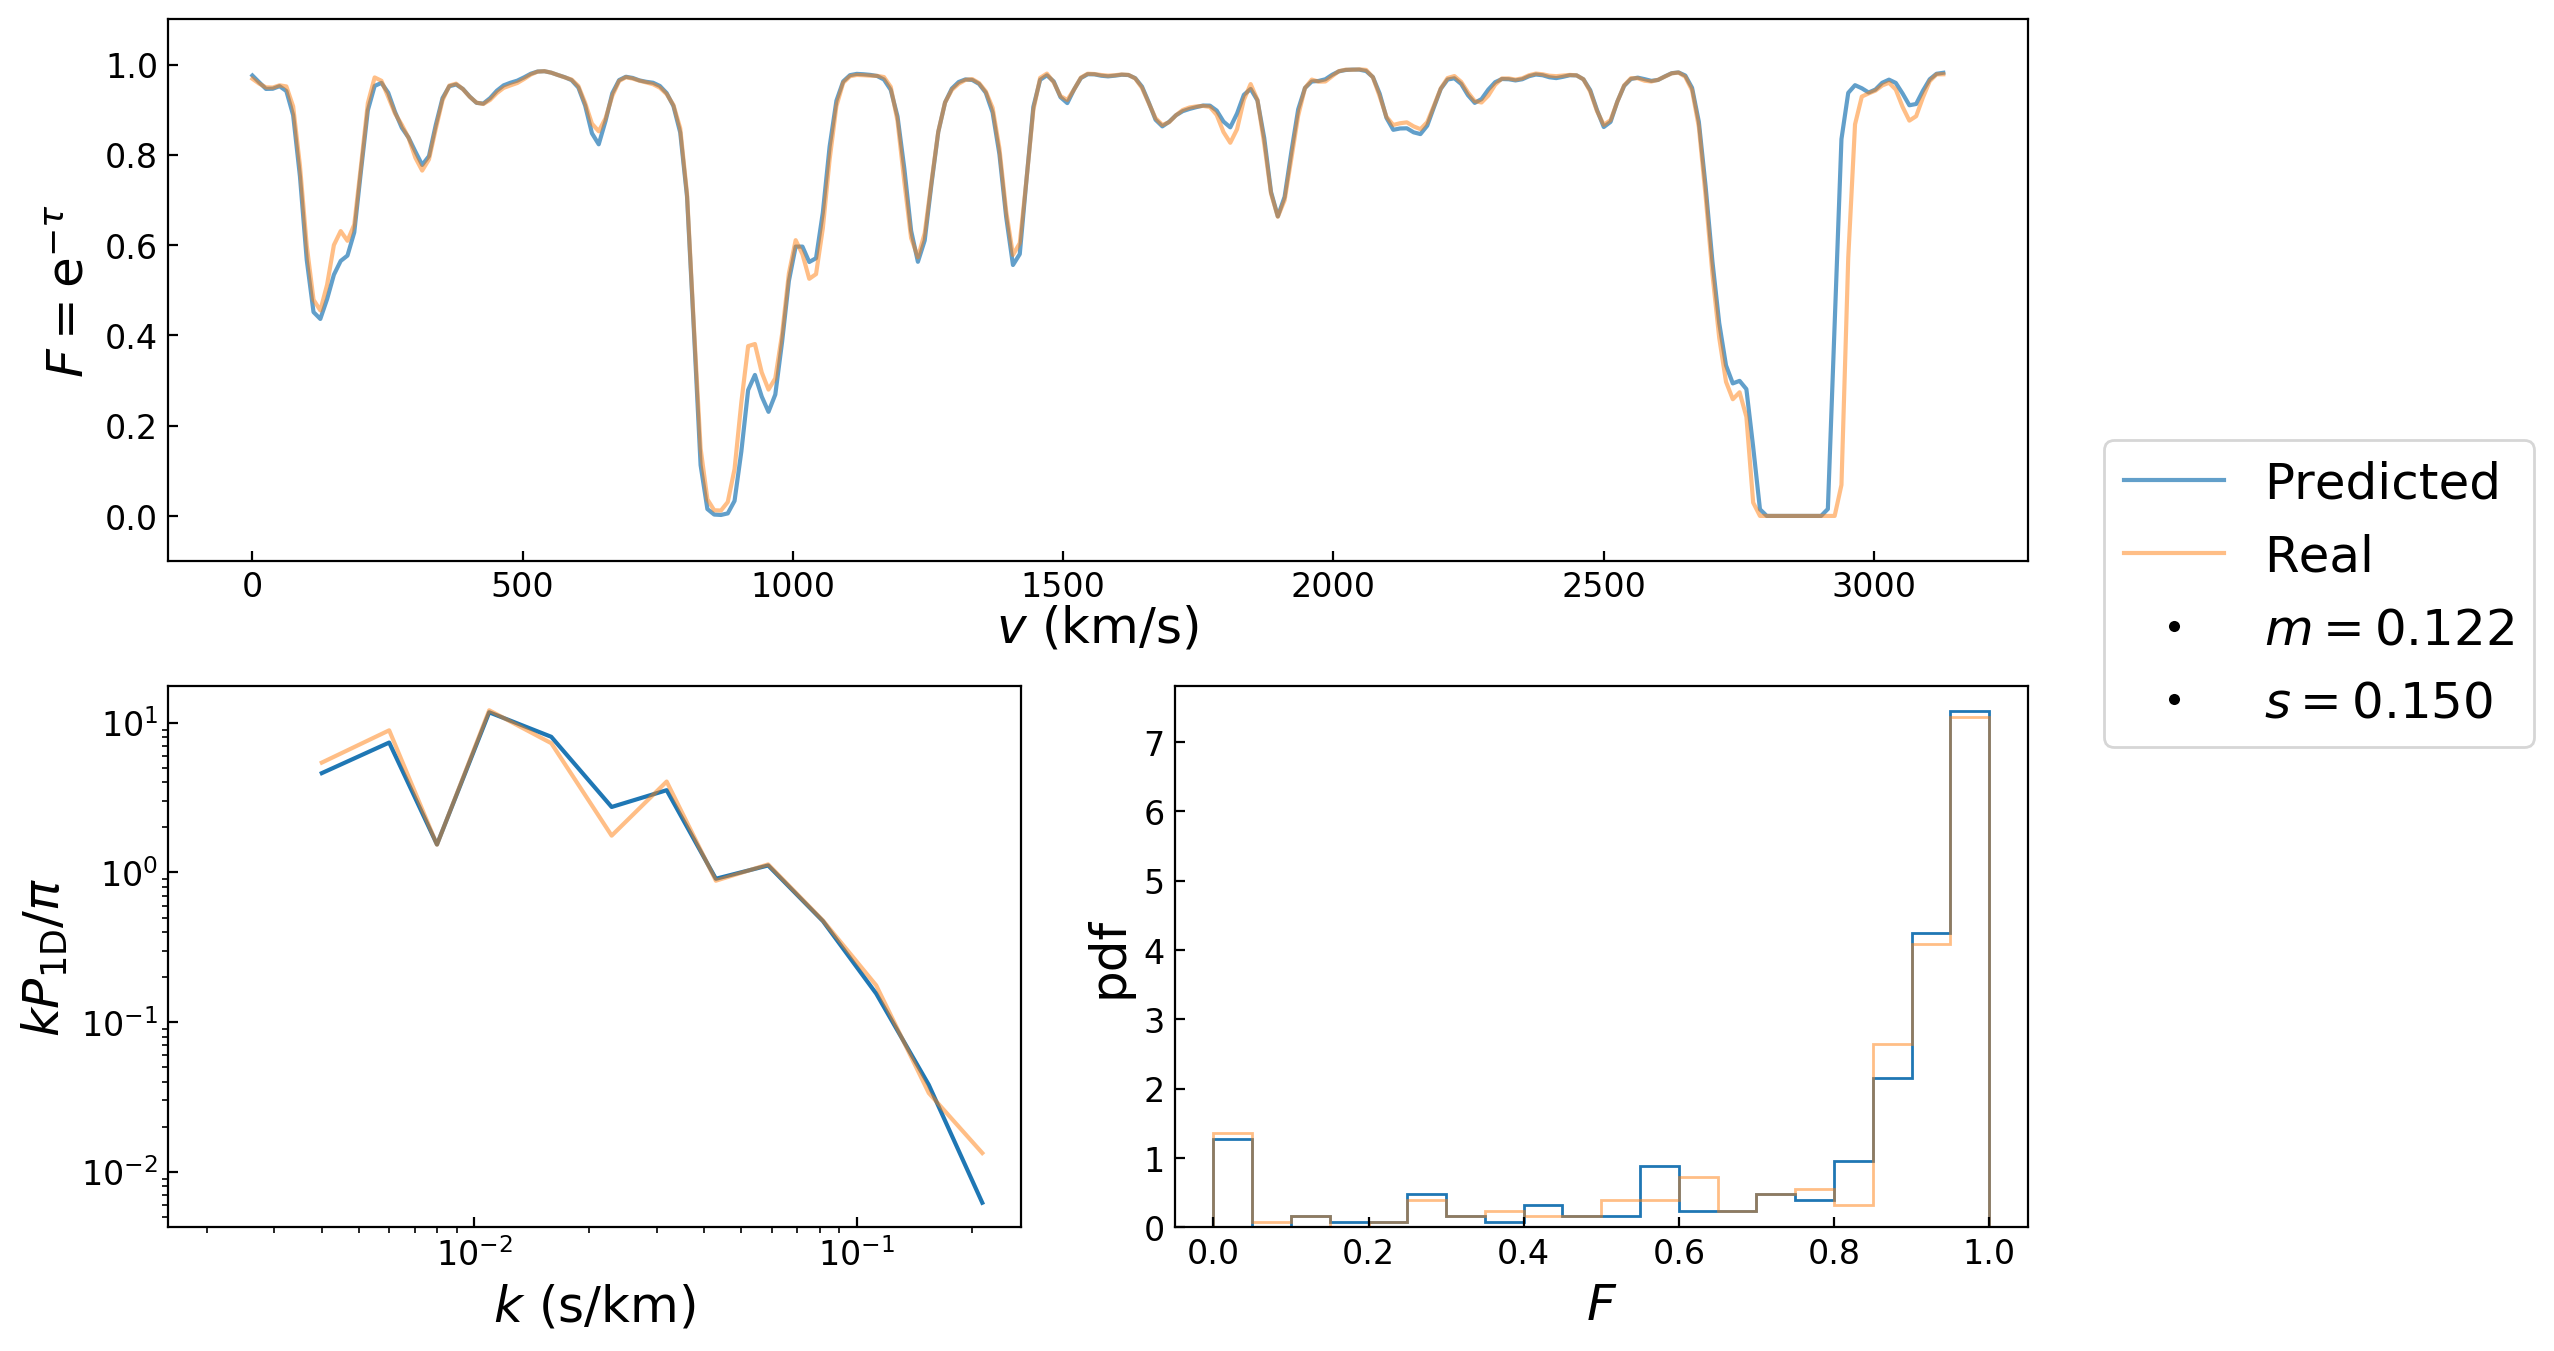 1.0
0.8
0.6
0.4
0.2
0.0
F = e^{−τ}
0 500 1000 1500 2000 2500 3000
v (km/s)
Predicted
Real
m = 0.122
s = 0.150
10^1
10^0
10^{−1}
10^{−2}
kP_{1D}/π
10^{−2} 10^{−1}
k (s/km)
7
6
5
4
3
2
1
0
pdf
0.0 0.2 0.4 0.6 0.8 1.0
F